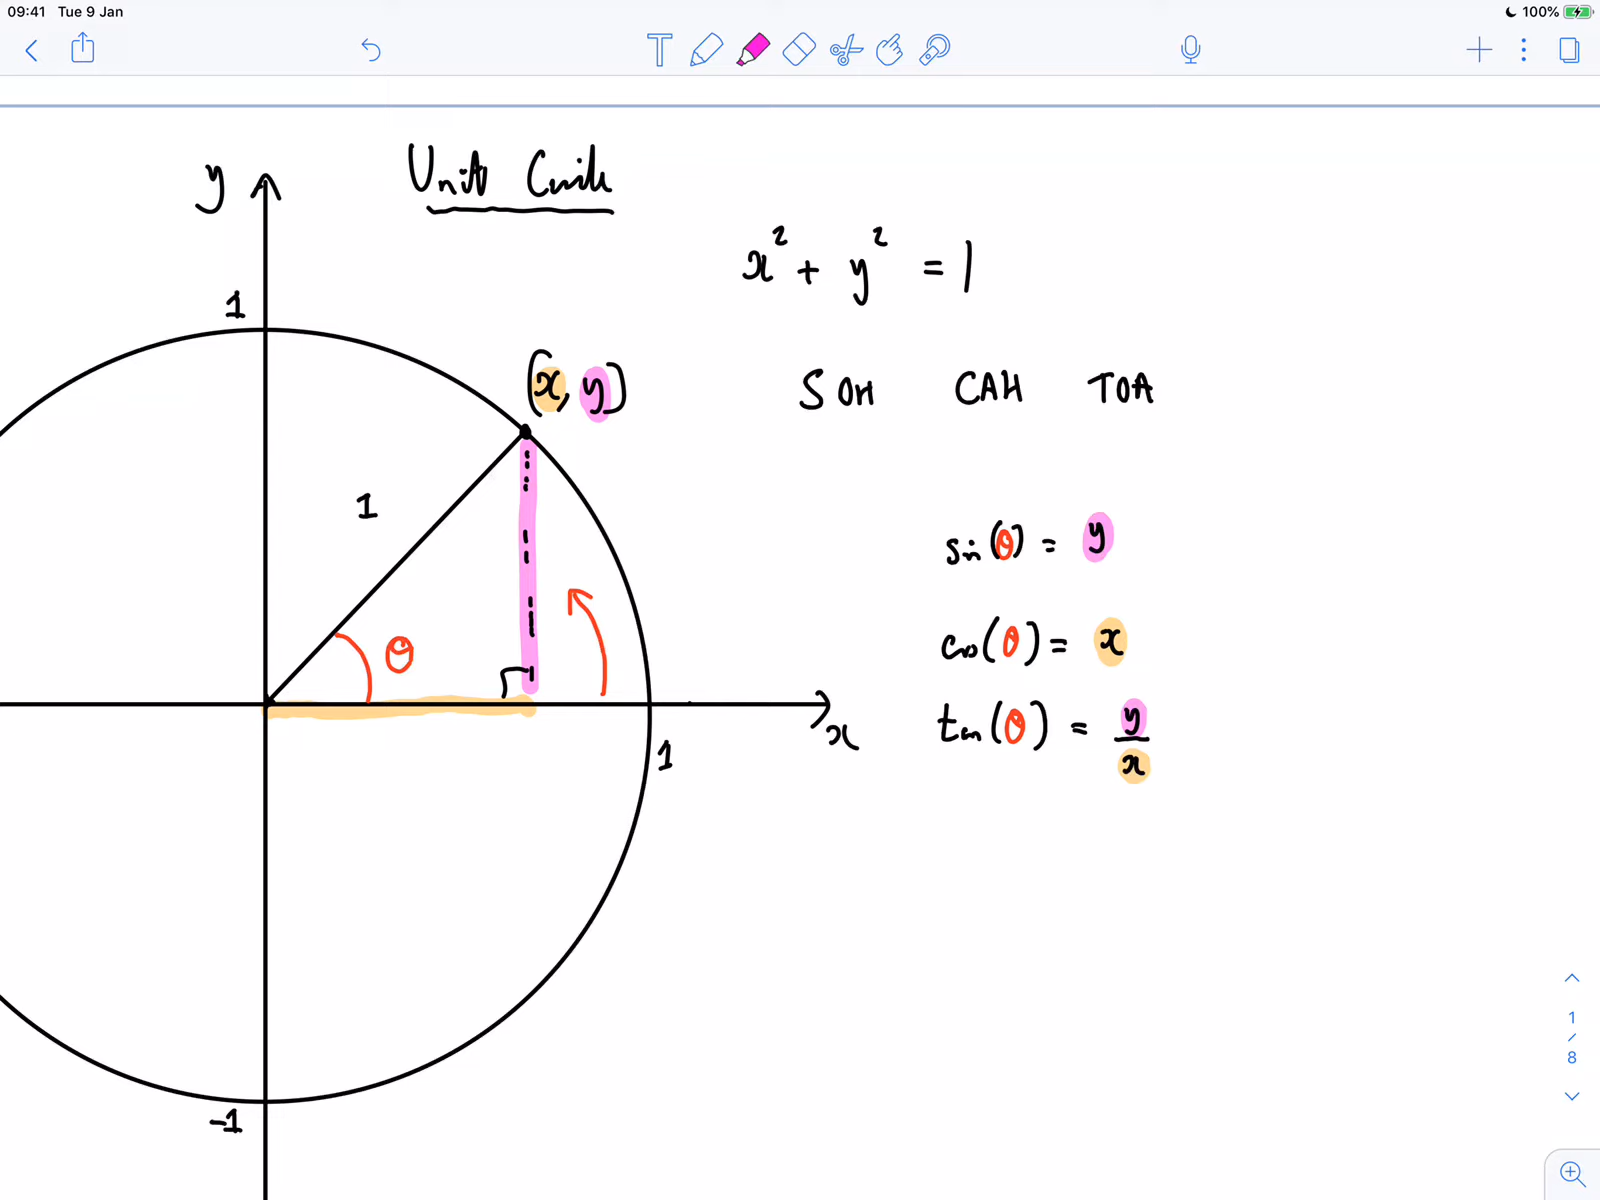 09:41 Tue 9 Jan
100%
Unit Circle
y
x² + y² = 1
1
(x, y)
SOH CAH TOA
1
sin(θ) = y
θ
cos(θ) = x
tan(θ) = y/x
x
1
-1
1
/
8